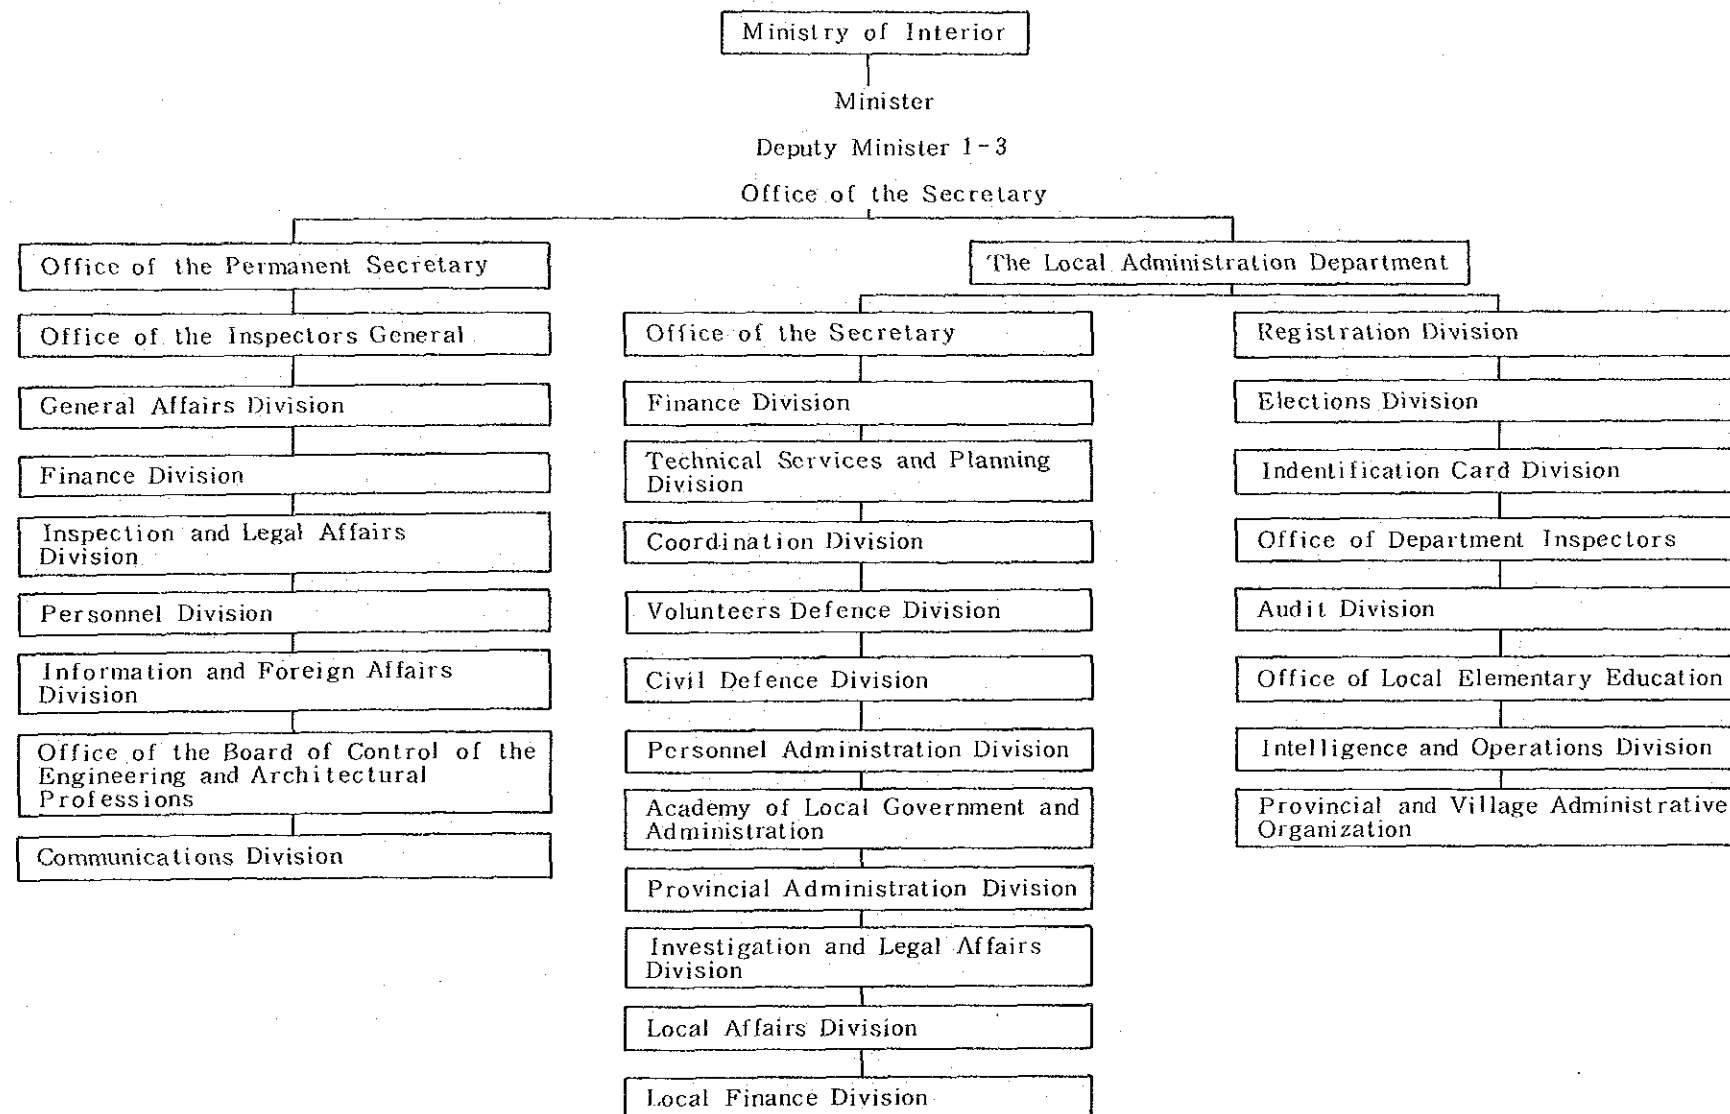 Ministry of Interior
Minister
Deputy Minister 1-3
Office of the Secretary
Office of the Permanent Secretary
Office of the Inspectors General
General Affairs Division
Finance Division
Inspection and Legal Affairs
Division
Personnel Division
Information and Foreign Affairs
Division
Office of the Board of Control of the
Engineering and Architectural
Professions
Communications Division
The Local Administration Department
Office of the Secretary
Finance Division
Technical Services and Planning
Division
Coordination Division
Volunteers Defence Division
Civil Defence Division
Personnel Administration Division
Academy of Local Government and
Administration
Provincial Administration Division
Investigation and Legal Affairs
Division
Local Affairs Division
Local Finance Division
Registration Division
Elections Division
Indentification Card Division
Office of Department Inspectors
Audit Division
Office of Local Elementary Education
Intelligence and Operations Division
Provincial and Village Administrative
Organization